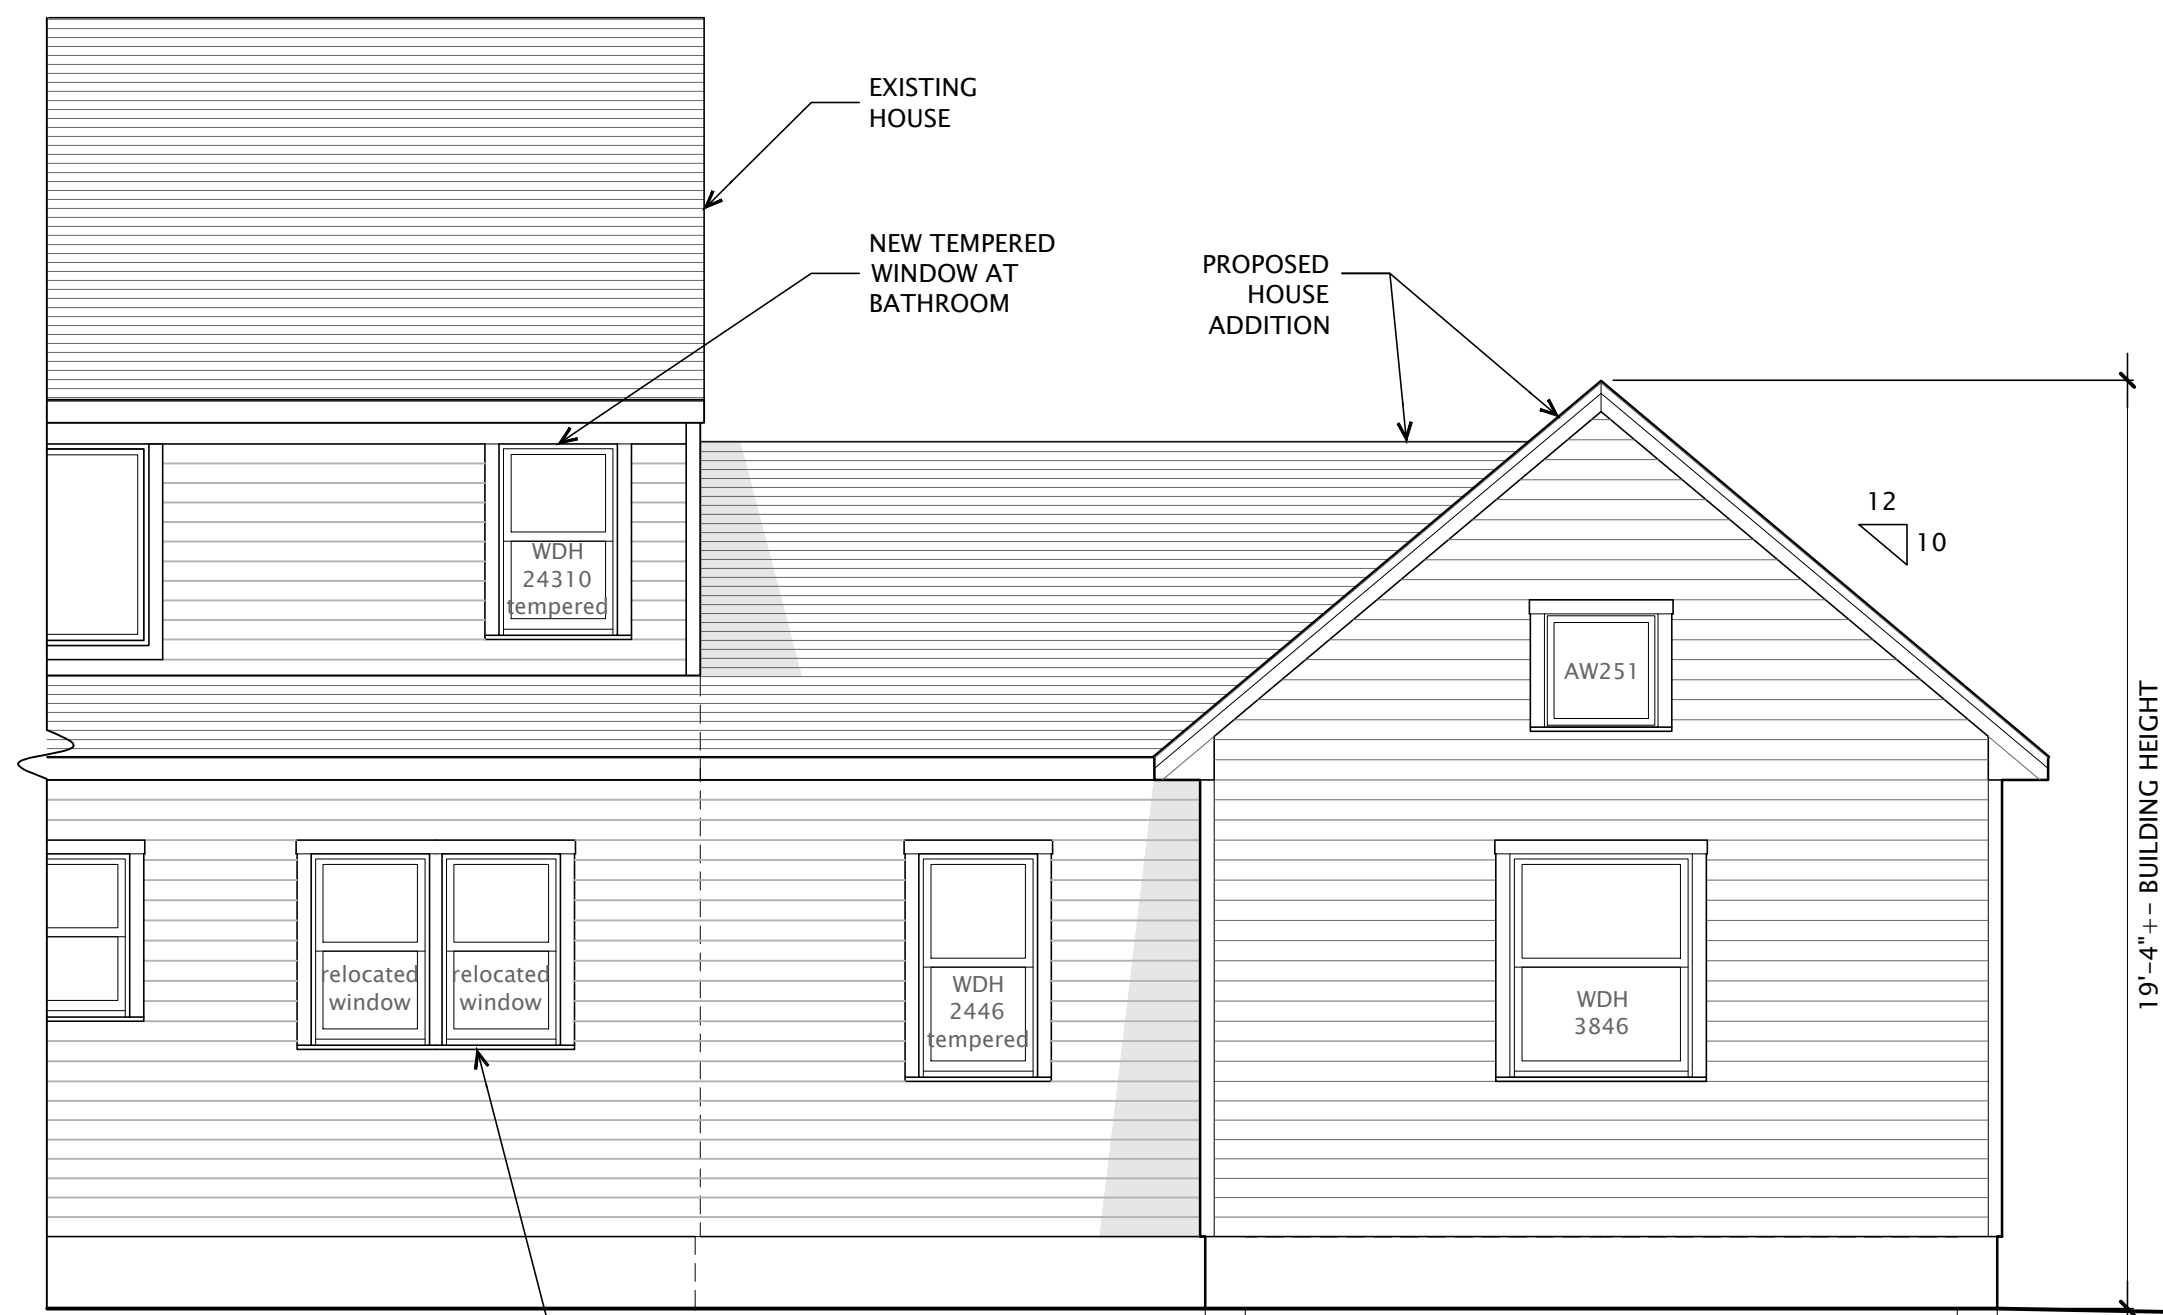 EXISTING
HOUSE
NEW TEMPERED
WINDOW AT
BATHROOM
PROPOSED
HOUSE
ADDITION
12
10
WDH
24310
tempered
AW251
19'-4"+- BUILDING HEIGHT
relocated
window
relocated
window
WDH
2446
tempered
WDH
3846